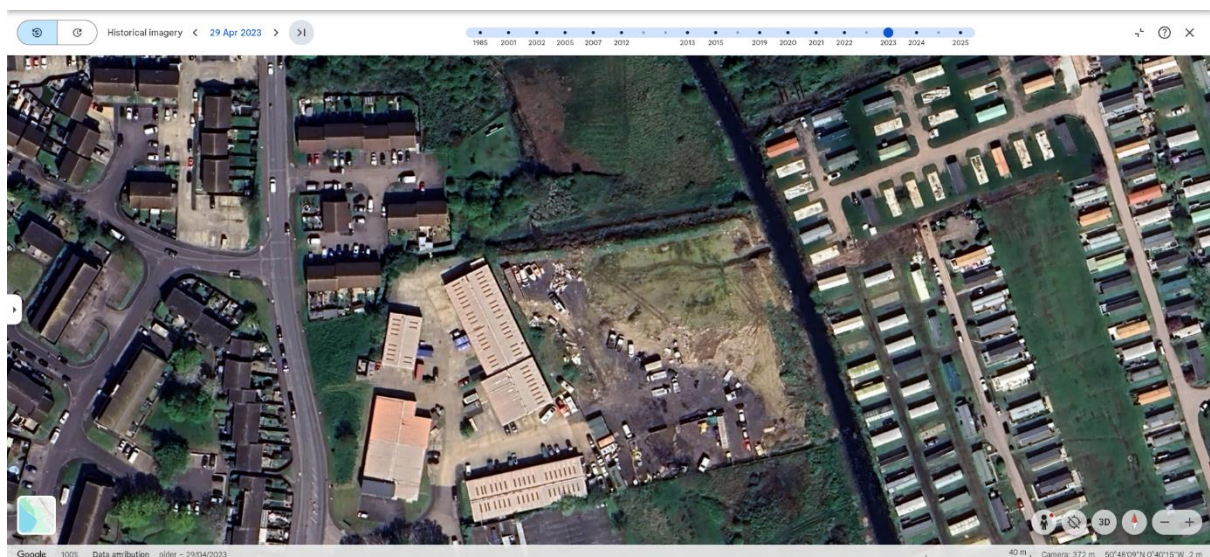 Historical imagery 29 Apr 2023
1985 2001 2002 2005 2007 2012 2013 2015 2019 2020 2021 2022 2023 2024 2025
3D
Google 100% Data attribution older – 29/04/2023 40 m Camera: 372 m 50°48'09"N 0°40'15"W 2 m